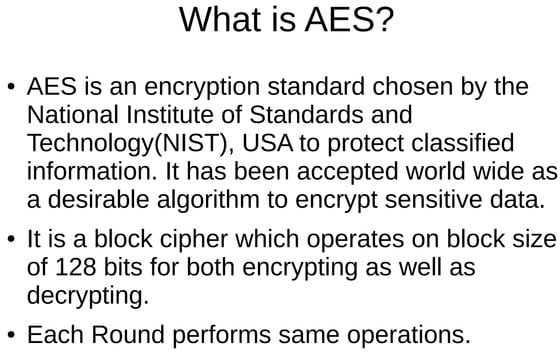 What is AES?
• AES is an encryption standard chosen by the
National Institute of Standards and
Technology(NIST), USA to protect classified
information. It has been accepted world wide as
a desirable algorithm to encrypt sensitive data.
• It is a block cipher which operates on block size
of 128 bits for both encrypting as well as
decrypting.
• Each Round performs same operations.